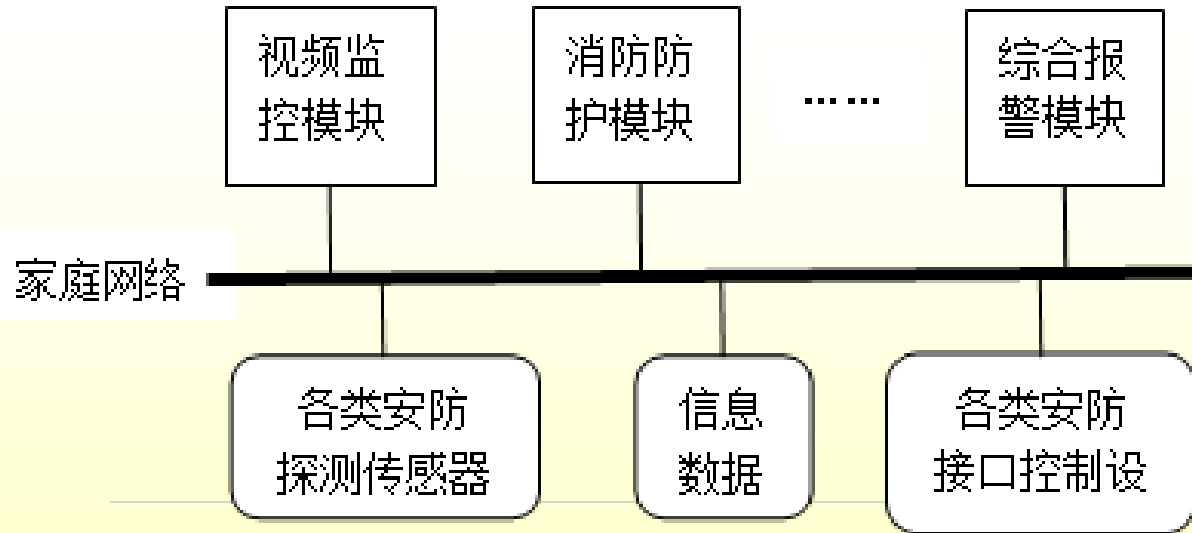 视频监
控模块
消防防
护模块
……
综合报
警模块
家庭网络
各类安防
探测传感器
信息
数据
各类安防
接口控制设